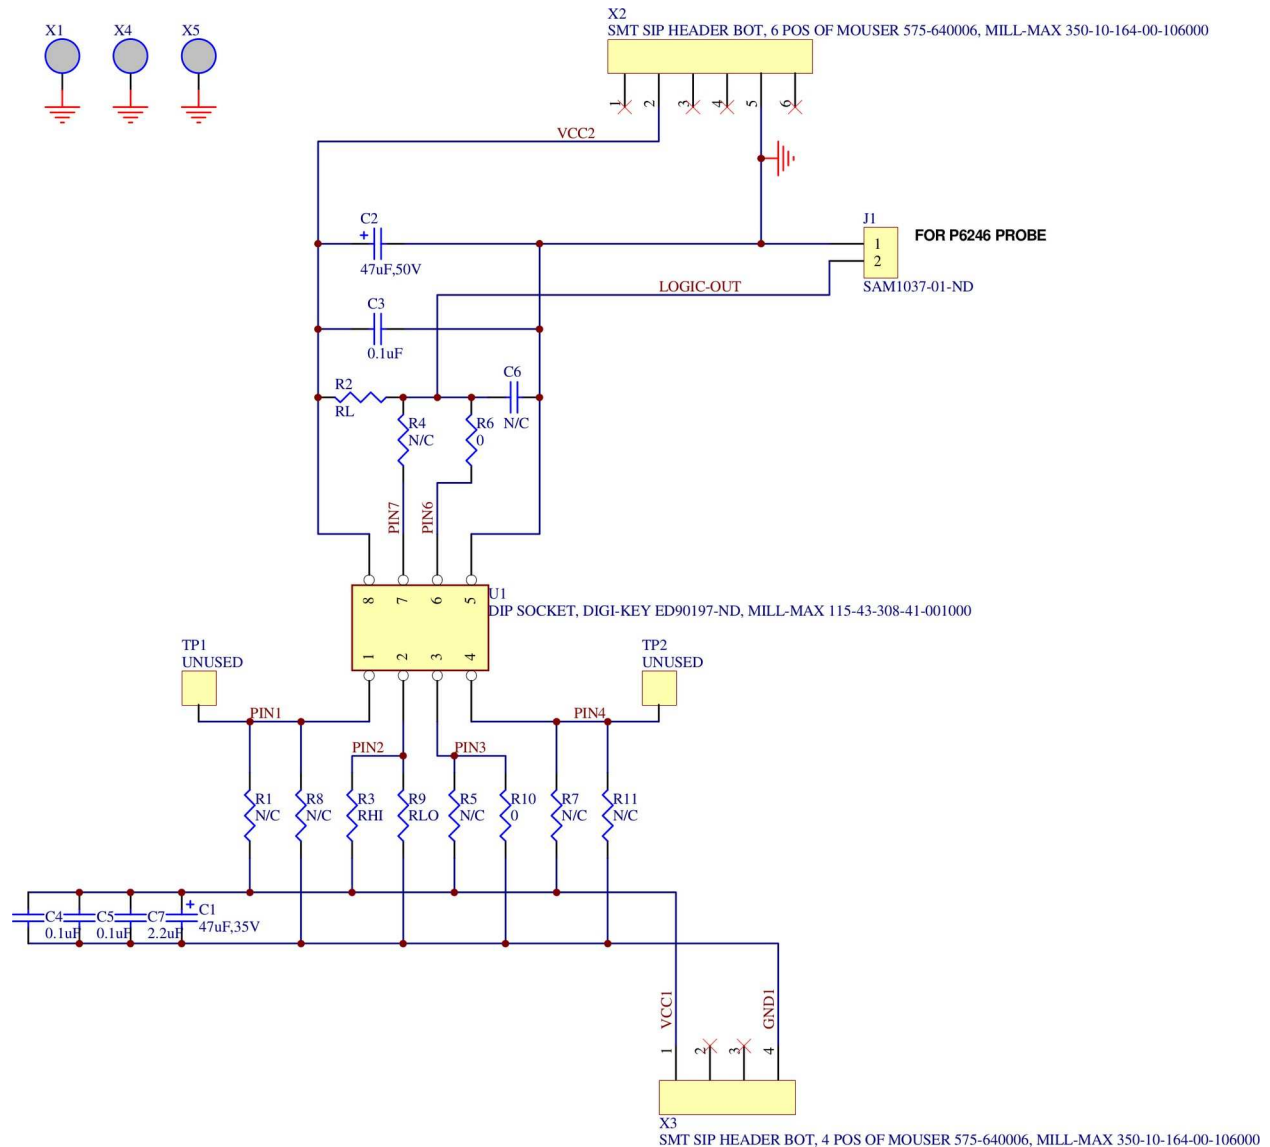 X1
X4
X5
X2
SMT SIP HEADER BOT, 6 POS OF MOUSER 575-640006, MILL-MAX 350-10-164-00-106000
1
2
3
4
5
6
VCC2
C2
+
47uF,50V
J1
1
2
FOR P6246 PROBE
SAM1037-01-ND
LOGIC-OUT
C3
0.1uF
R2
RL
C6
N/C
R4
N/C
R6
0
PIN7
PIN6
8
7
6
5
U1
DIP SOCKET, DIGI-KEY ED90197-ND, MILL-MAX 115-43-308-41-001000
1
2
3
4
TP1
UNUSED
TP2
UNUSED
PIN1
PIN4
PIN2
PIN3
R1
N/C
R8
N/C
R3
RHI
R9
RLO
R5
N/C
R10
0
R7
N/C
R11
N/C
C4
0.1uF
C5
0.1uF
C7
2.2uF
+
C1
47uF,35V
VCC1
GND1
1
2
3
4
X3
SMT SIP HEADER BOT, 4 POS OF MOUSER 575-640006, MILL-MAX 350-10-164-00-106000